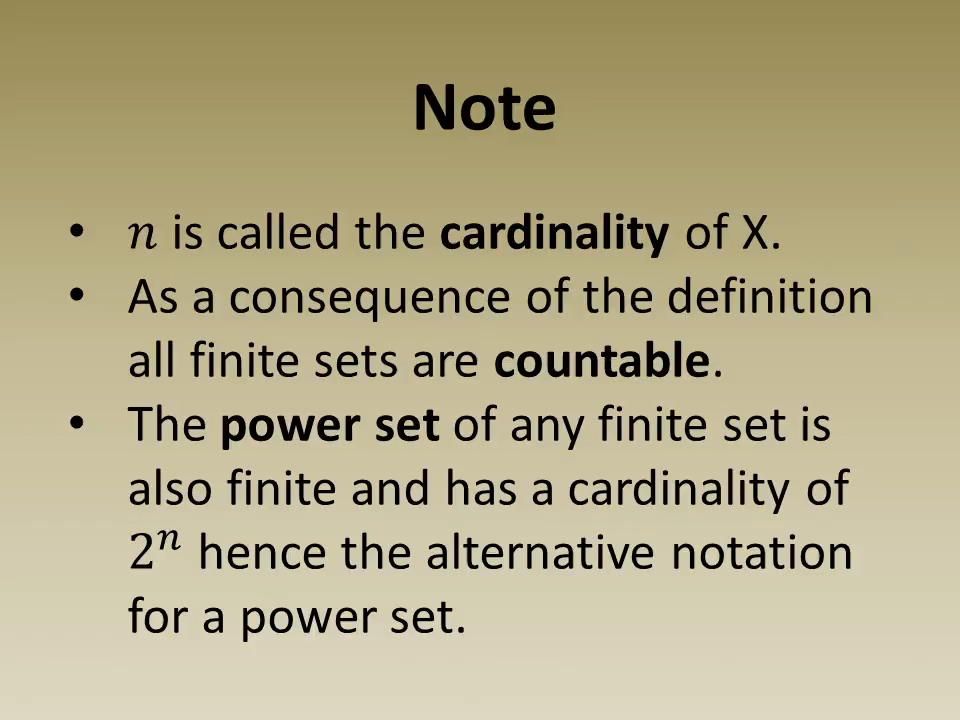 Note
• 𝑛 is called the cardinality of X.
• As a consequence of the definition
all finite sets are countable.
• The power set of any finite set is
also finite and has a cardinality of
2ⁿ hence the alternative notation
for a power set.